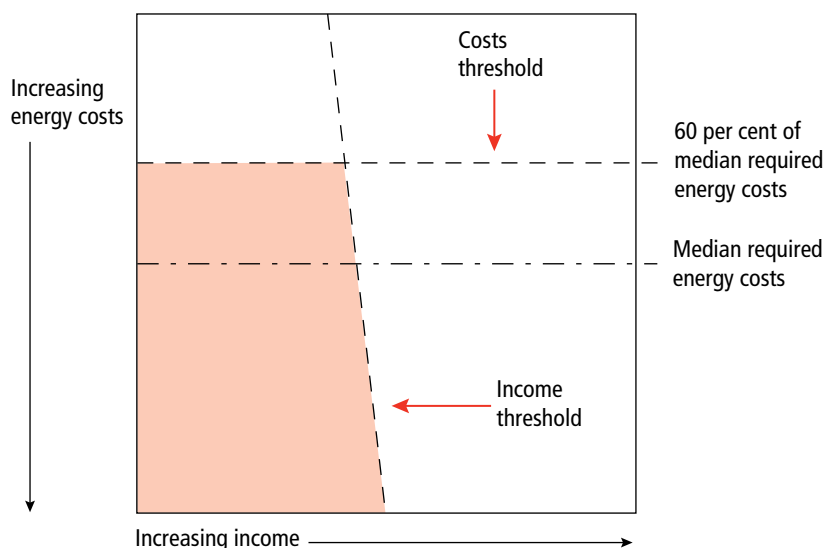 Increasing
energy costs
Costs
threshold
60 per cent of
median required
energy costs
Median required
energy costs
Income
threshold
Increasing income